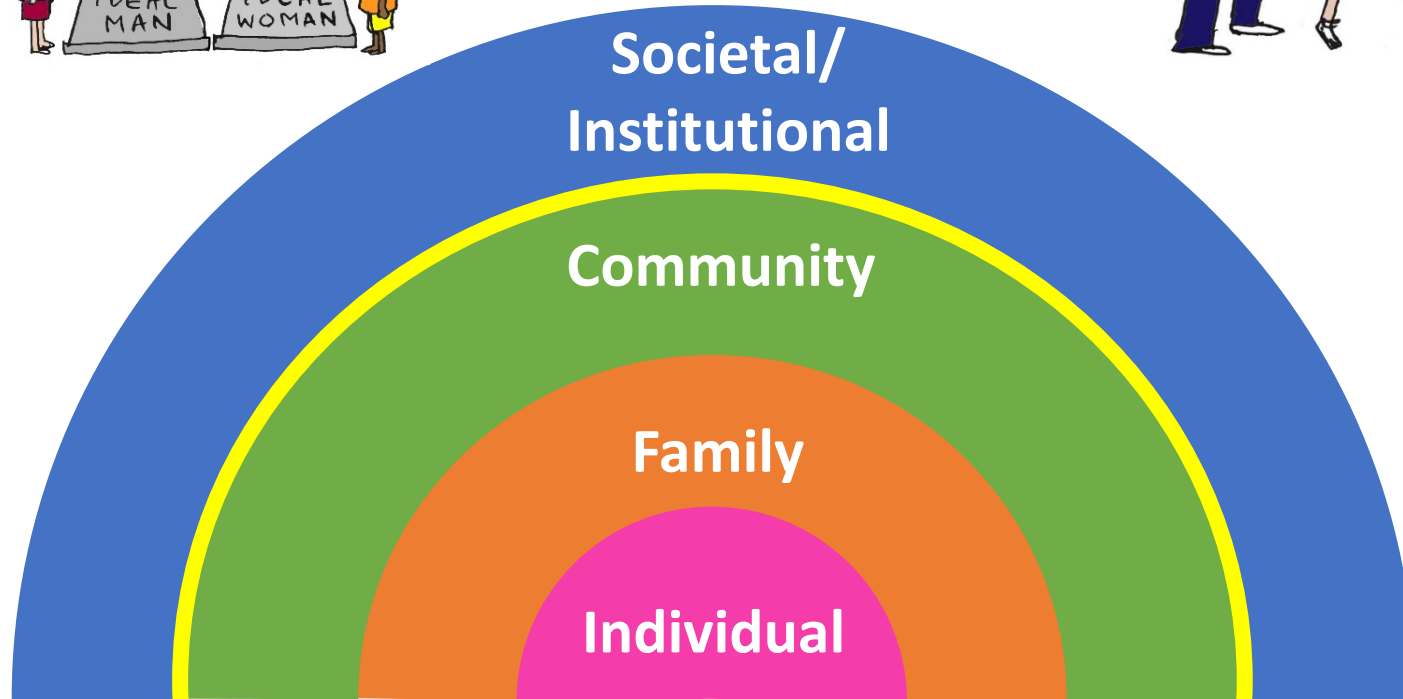 MAN
WOMAN
Societal/
Institutional
Community
Family
Individual